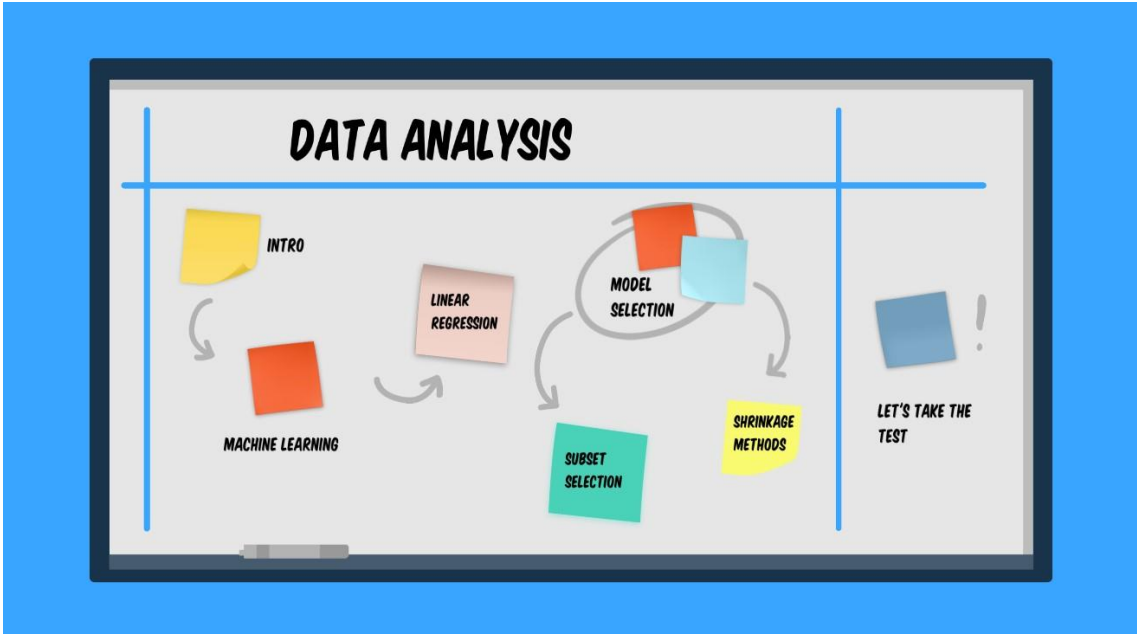 DATA ANALYSIS
INTRO
MACHINE LEARNING
LINEAR
REGRESSION
MODEL
SELECTION
SUBSET
SELECTION
SHRINKAGE
METHODS
!
LET'S TAKE THE
TEST